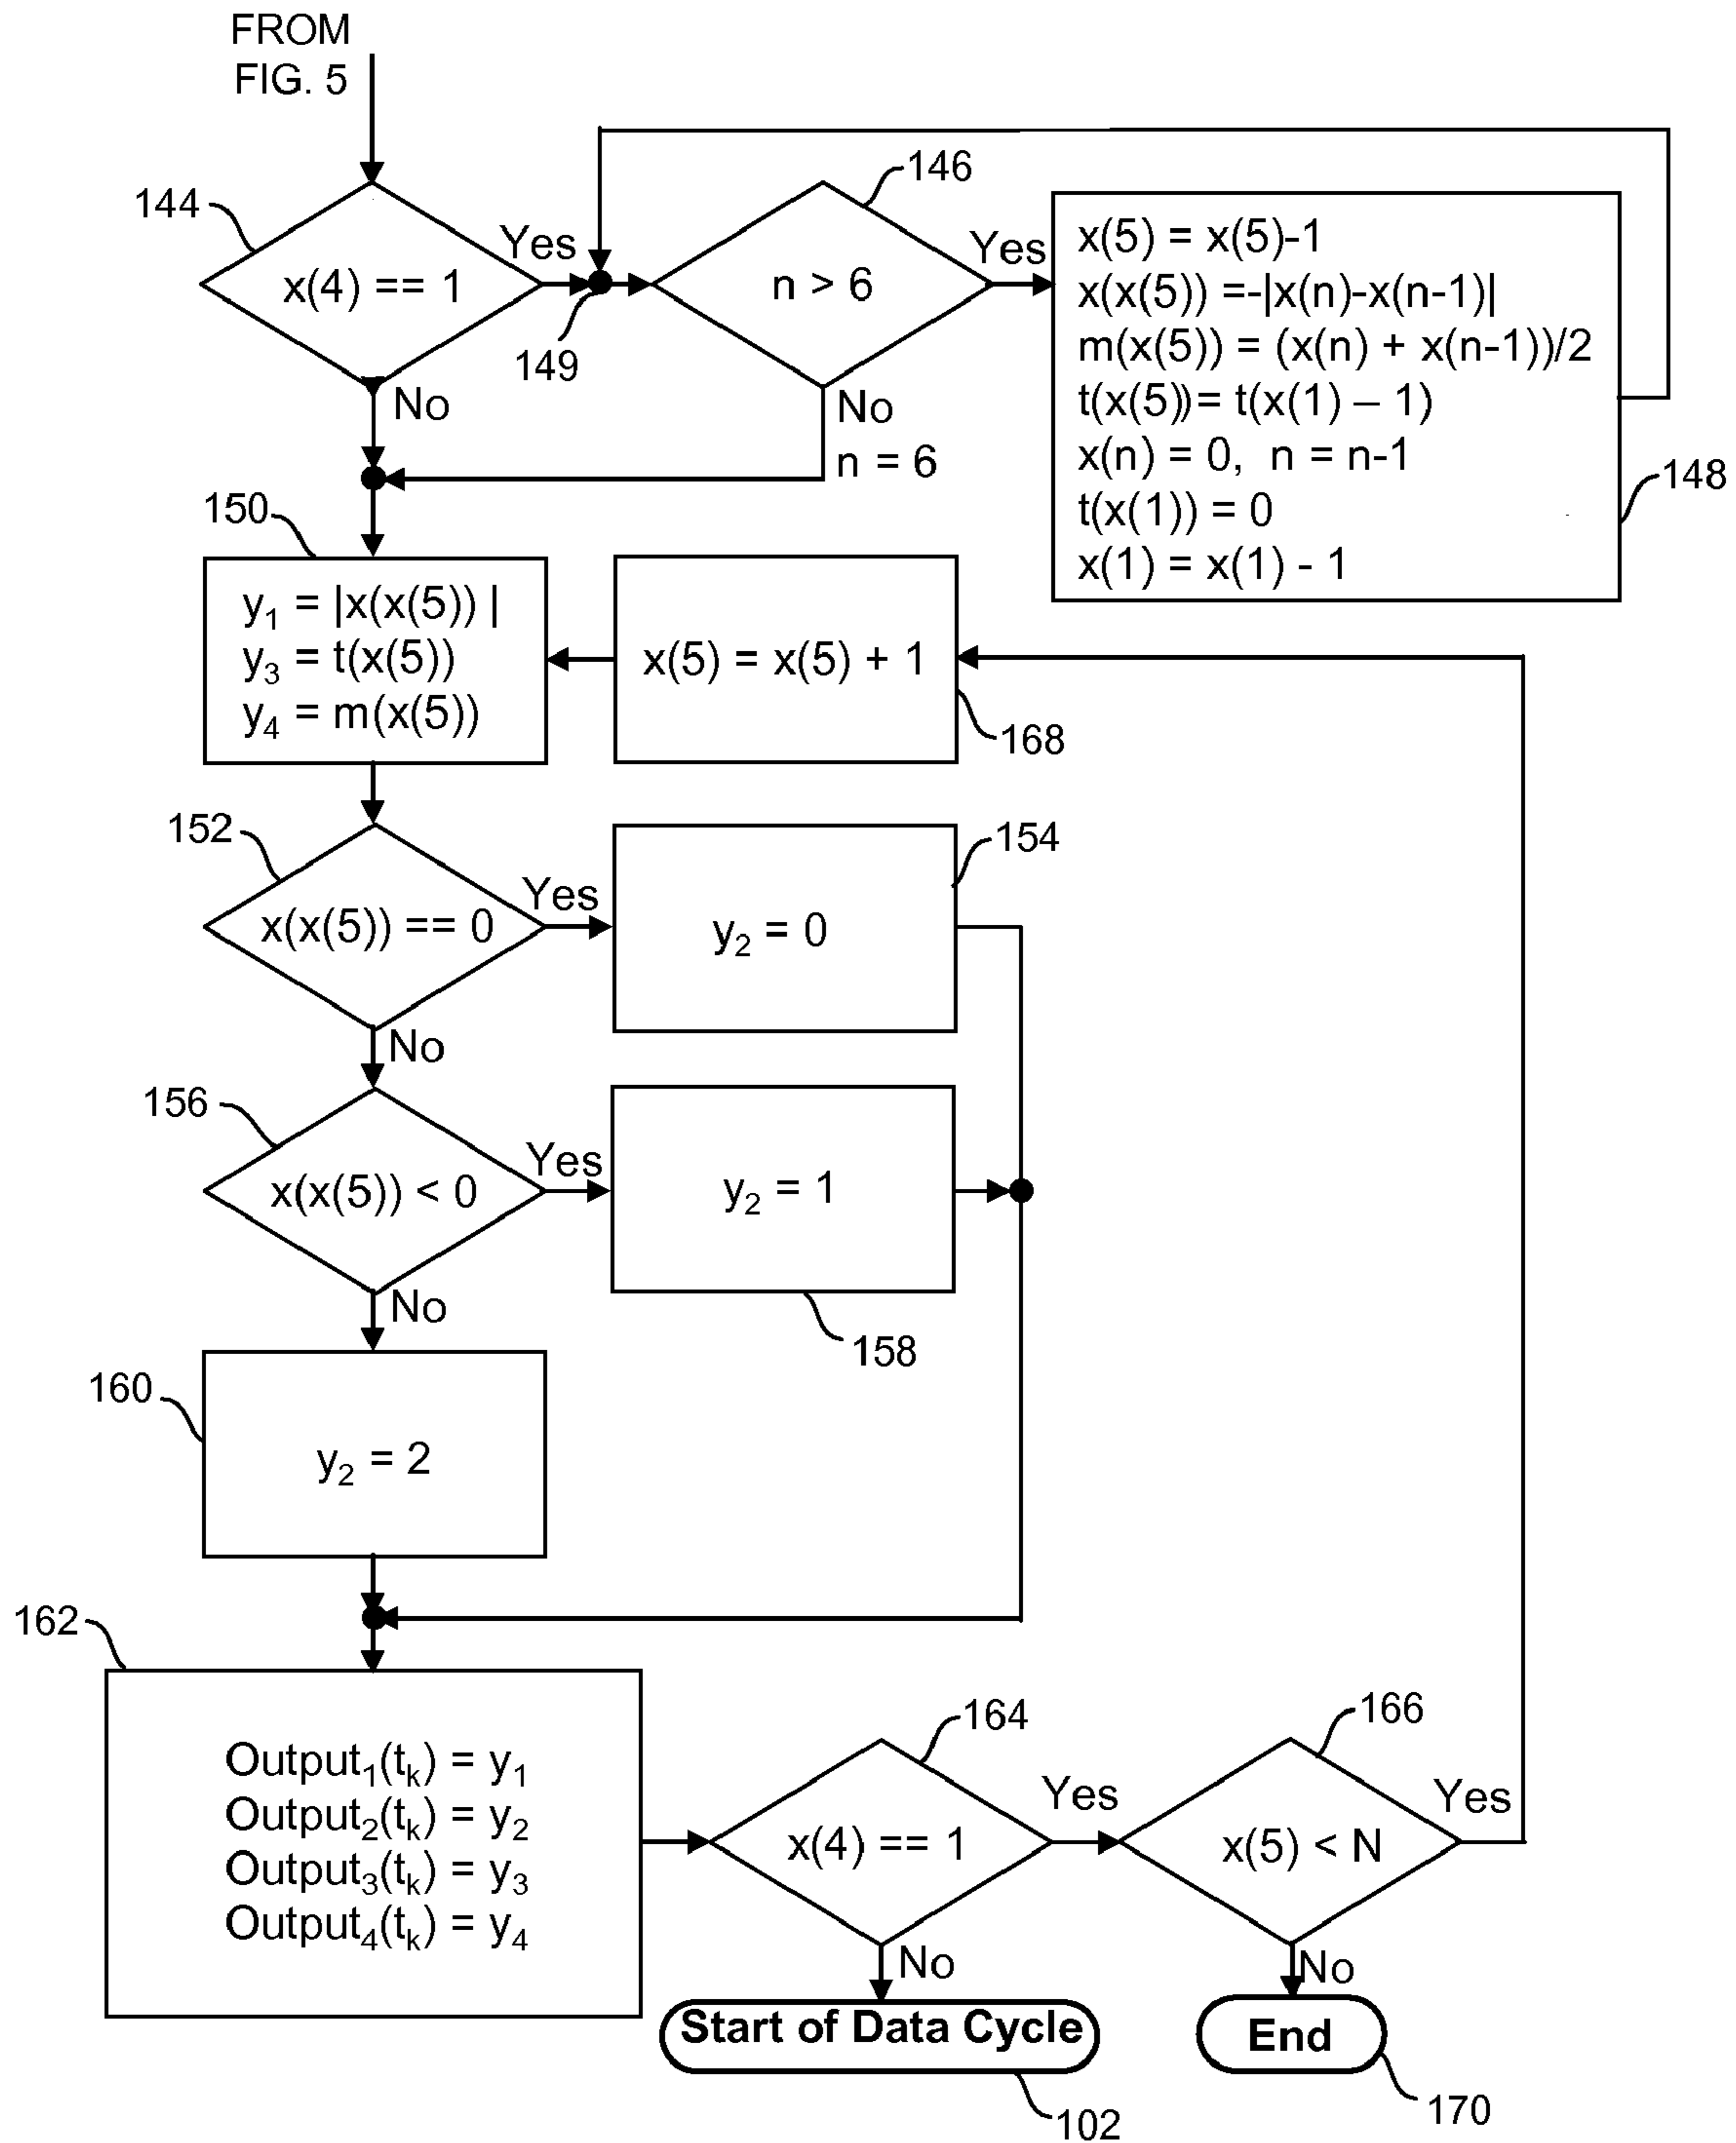 FROM
FIG. 5
144
x(4) == 1
Yes
No
149
146
n > 6
Yes
No
n = 6
x(5) = x(5)-1
x(x(5)) =-|x(n)-x(n-1)|
m(x(5)) = (x(n) + x(n-1))/2
t(x(5))= t(x(1) – 1)
x(n) = 0, n = n-1
t(x(1)) = 0
x(1) = x(1) - 1
148
150
y₁ = |x(x(5)) |
y₃ = t(x(5))
y₄ = m(x(5))
x(5) = x(5) + 1
168
152
x(x(5)) == 0
Yes
No
y₂ = 0
154
156
x(x(5)) < 0
Yes
No
y₂ = 1
158
160
y₂ = 2
162
Output₁(tₖ) = y₁
Output₂(tₖ) = y₂
Output₃(tₖ) = y₃
Output₄(tₖ) = y₄
164
x(4) == 1
Yes
No
166
x(5) < N
Yes
No
Start of Data Cycle
102
End
170